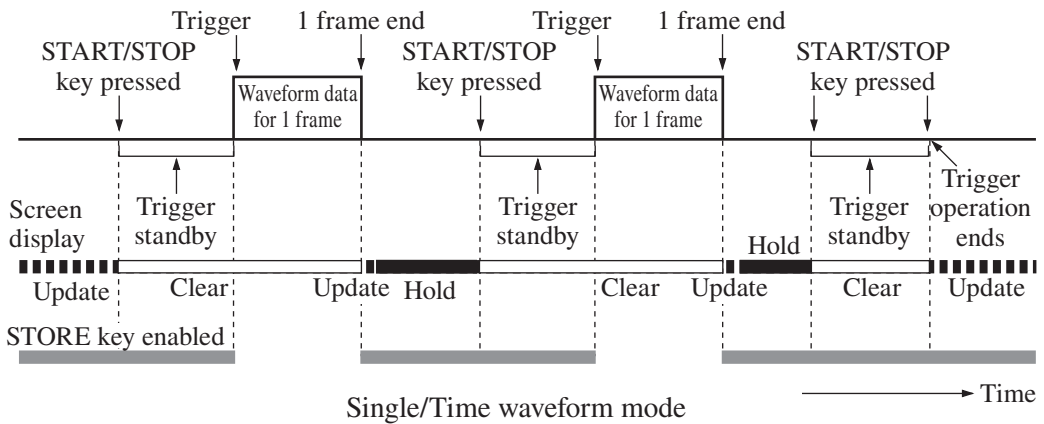 Trigger
1 frame end
Trigger
1 frame end
START/STOP
key pressed
START/STOP
key pressed
START/STOP
key pressed
Waveform data
for 1 frame
Waveform data
for 1 frame
Trigger
standby
Trigger
standby
Trigger
standby
Trigger
operation
ends
Screen
display
Hold
Update
Clear
Update
Hold
Clear
Update
Clear
Update
STORE key enabled
Time
Single/Time waveform mode